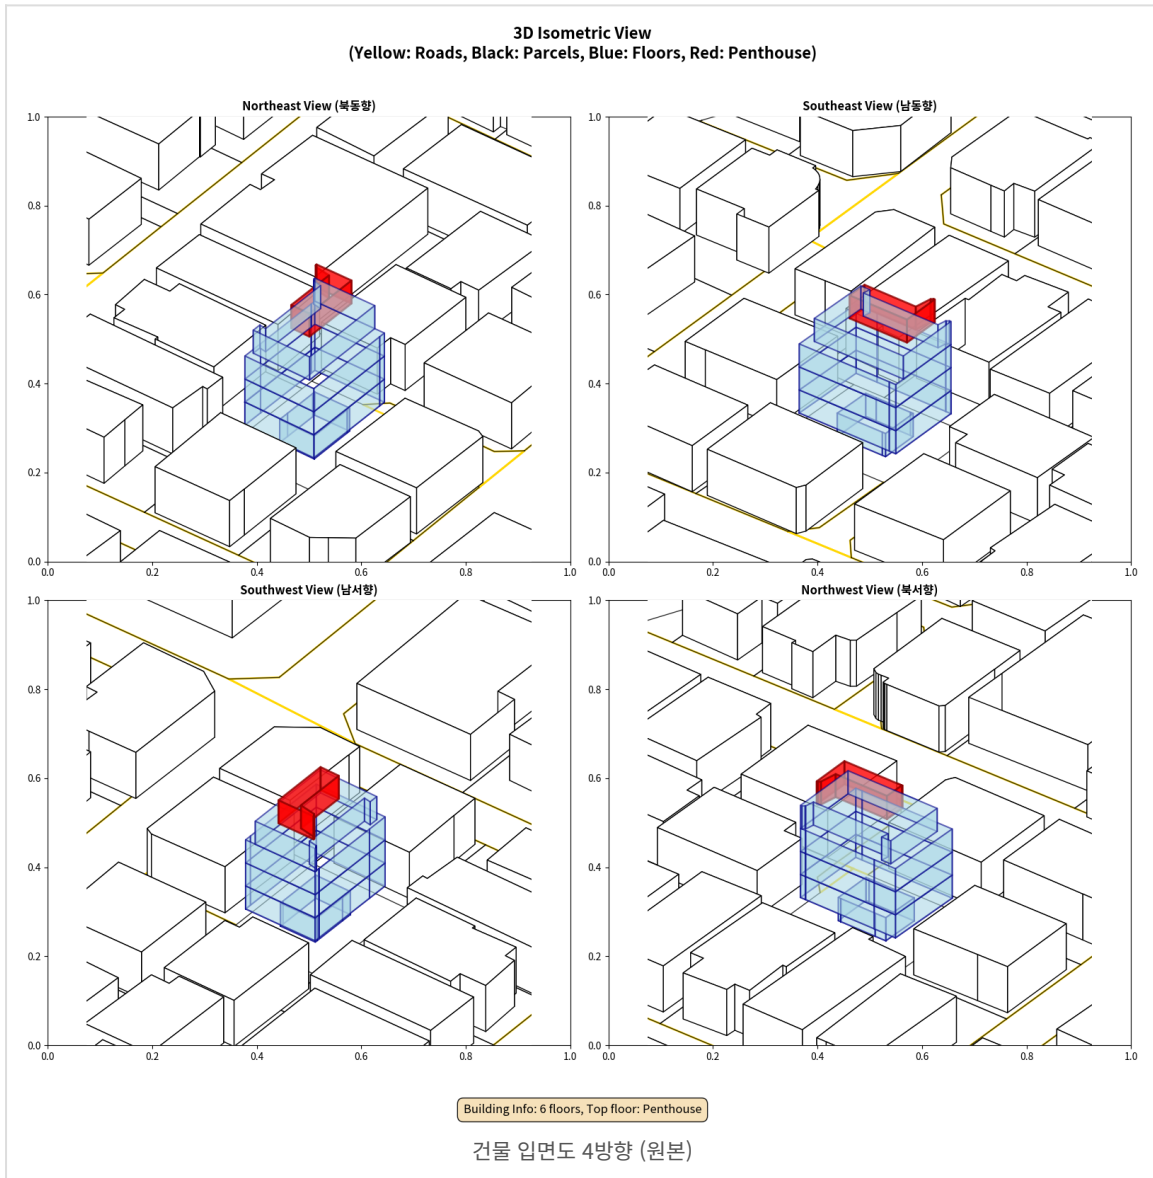 3D Isometric View
(Yellow: Roads, Black: Parcels, Blue: Floors, Red: Penthouse)
Northeast View (북동향)
1.0
0.8
0.6
0.4
0.2
0.0
0.0 0.2 0.4 0.6 0.8 1.0
Southeast View (남동향)
1.0
0.8
0.6
0.4
0.2
0.0
0.0 0.2 0.4 0.6 0.8 1.0
Southwest View (남서향)
1.0
0.8
0.6
0.4
0.2
0.0
0.0 0.2 0.4 0.6 0.8 1.0
Northwest View (북서향)
1.0
0.8
0.6
0.4
0.2
0.0
0.0 0.2 0.4 0.6 0.8 1.0
Building Info: 6 floors, Top floor: Penthouse
건물 입면도 4방향 (원본)